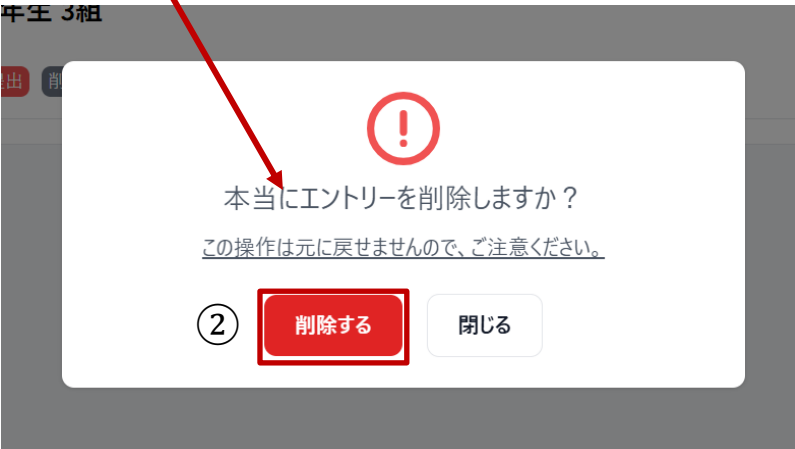 年生 3組
出 削
本当にエントリーを削除しますか？
この操作は元に戻せませんので、ご注意ください。
② 削除する 閉じる